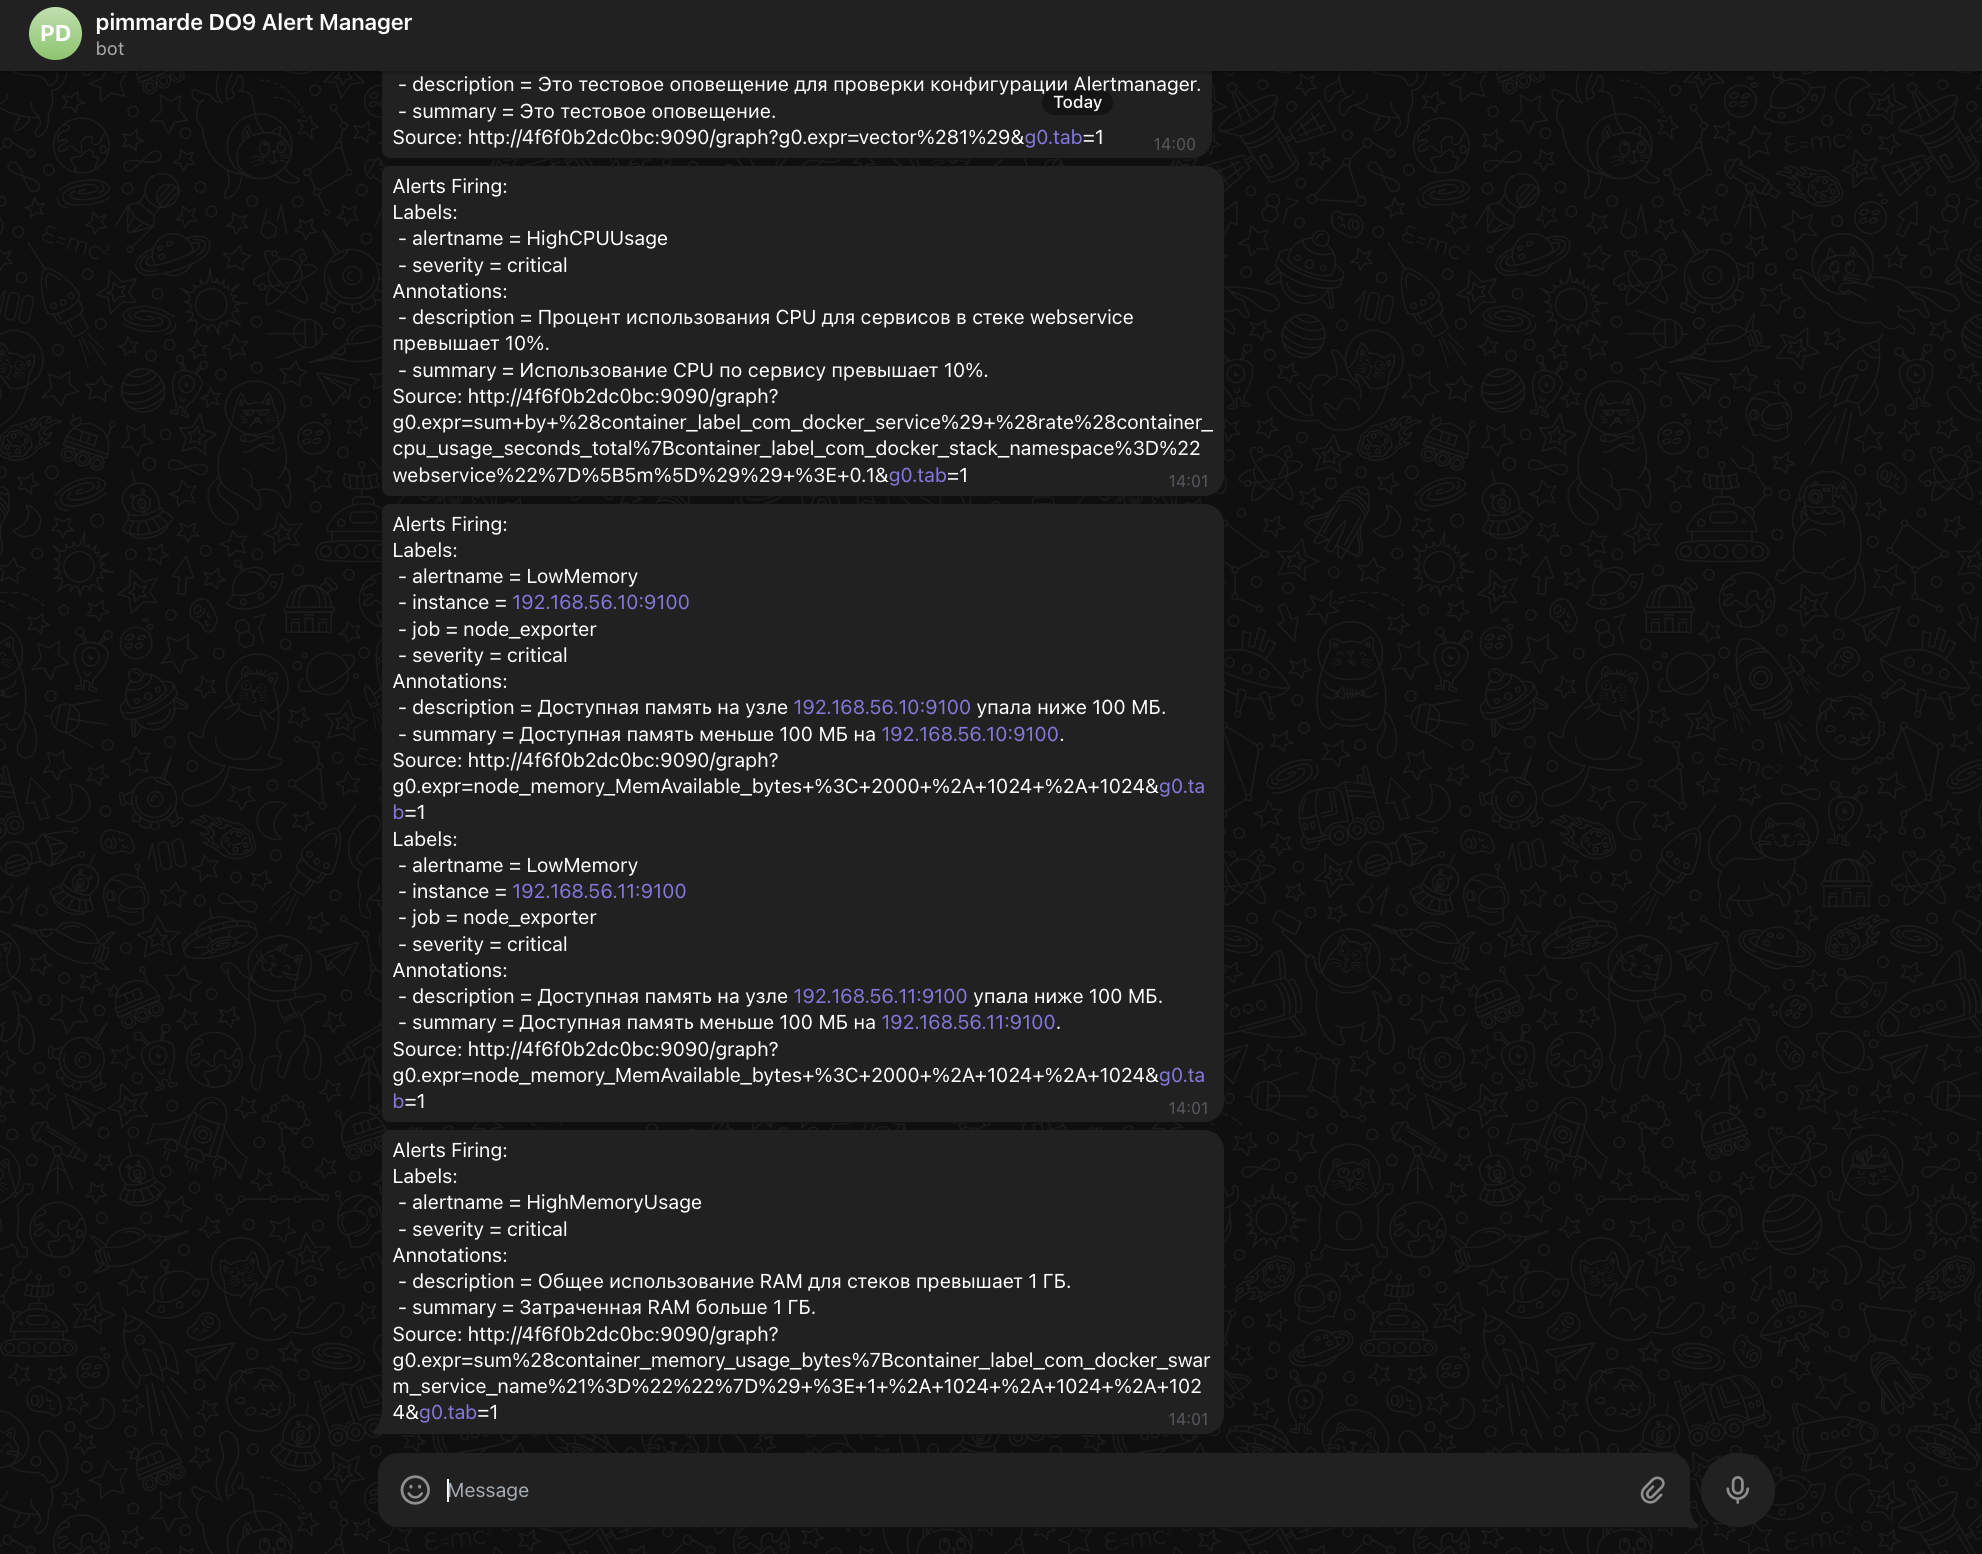 PD
pimmarde DO9 Alert Manager
bot
- description = Это тестовое оповещение для проверки конфигурации Alertmanager.
Today
- summary = Это тестовое оповещение.
Source: http://4f6f0b2dc0bc:9090/graph?g0.expr=vector%281%29&g0.tab=1
14:00
Alerts Firing:
Labels:
- alertname = HighCPUUsage
- severity = critical
Annotations:
- description = Процент использования CPU для сервисов в стеке webservice
превышает 10%.
- summary = Использование CPU по сервису превышает 10%.
Source: http://4f6f0b2dc0bc:9090/graph?
g0.expr=sum+by+%28container_label_com_docker_service%29+%28rate%28container_
cpu_usage_seconds_total%7Bcontainer_label_com_docker_stack_namespace%3D%22
webservice%22%7D%5B5m%5D%29%29+%3E+0.1&g0.tab=1
14:01
Alerts Firing:
Labels:
- alertname = LowMemory
- instance = 192.168.56.10:9100
- job = node_exporter
- severity = critical
Annotations:
- description = Доступная память на узле 192.168.56.10:9100 упала ниже 100 МБ.
- summary = Доступная память меньше 100 МБ на 192.168.56.10:9100.
Source: http://4f6f0b2dc0bc:9090/graph?
g0.expr=node_memory_MemAvailable_bytes+%3C+2000+%2A+1024+%2A+1024&g0.ta
b=1
Labels:
- alertname = LowMemory
- instance = 192.168.56.11:9100
- job = node_exporter
- severity = critical
Annotations:
- description = Доступная память на узле 192.168.56.11:9100 упала ниже 100 МБ.
- summary = Доступная память меньше 100 МБ на 192.168.56.11:9100.
Source: http://4f6f0b2dc0bc:9090/graph?
g0.expr=node_memory_MemAvailable_bytes+%3C+2000+%2A+1024+%2A+1024&g0.ta
b=1
14:01
Alerts Firing:
Labels:
- alertname = HighMemoryUsage
- severity = critical
Annotations:
- description = Общее использование RAM для стеков превышает 1 ГБ.
- summary = Затраченная RAM больше 1 ГБ.
Source: http://4f6f0b2dc0bc:9090/graph?
g0.expr=sum%28container_memory_usage_bytes%7Bcontainer_label_com_docker_swar
m_service_name%21%3D%22%22%7D%29+%3E+1+%2A+1024+%2A+1024+%2A+102
4&g0.tab=1
14:01
Message